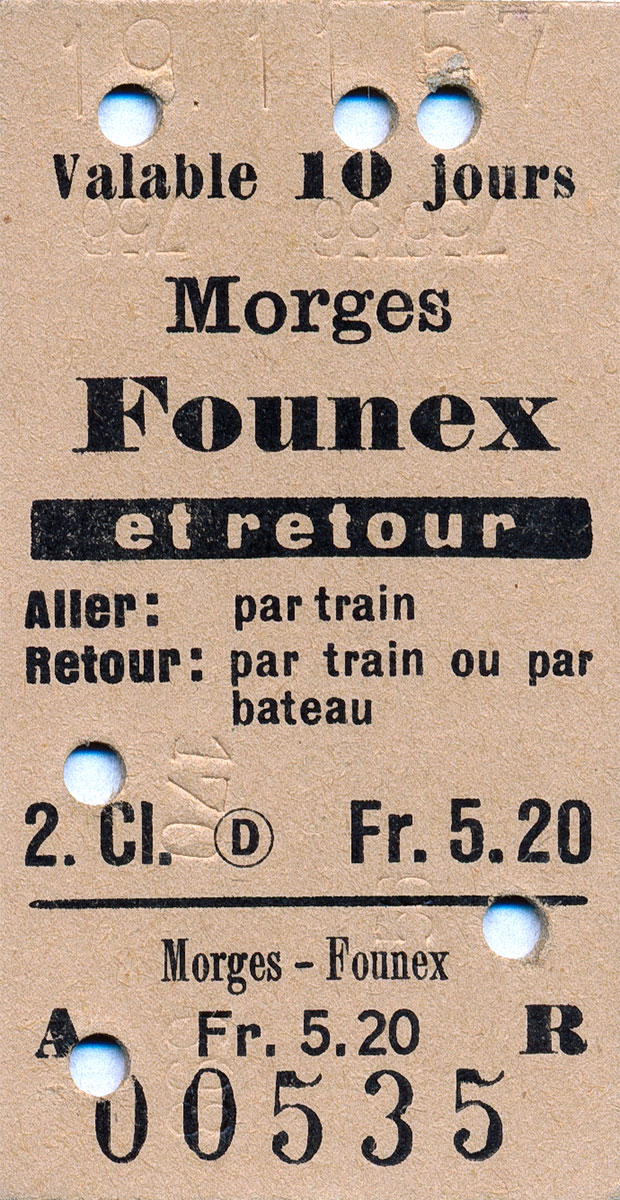 19.11.57
Valable 10 jours
Morges
Founex
et retour
Aller: par train
Retour: par train ou par
bateau
2. Cl. D Fr. 5.20
Morges – Founex
A Fr. 5.20 R
00535